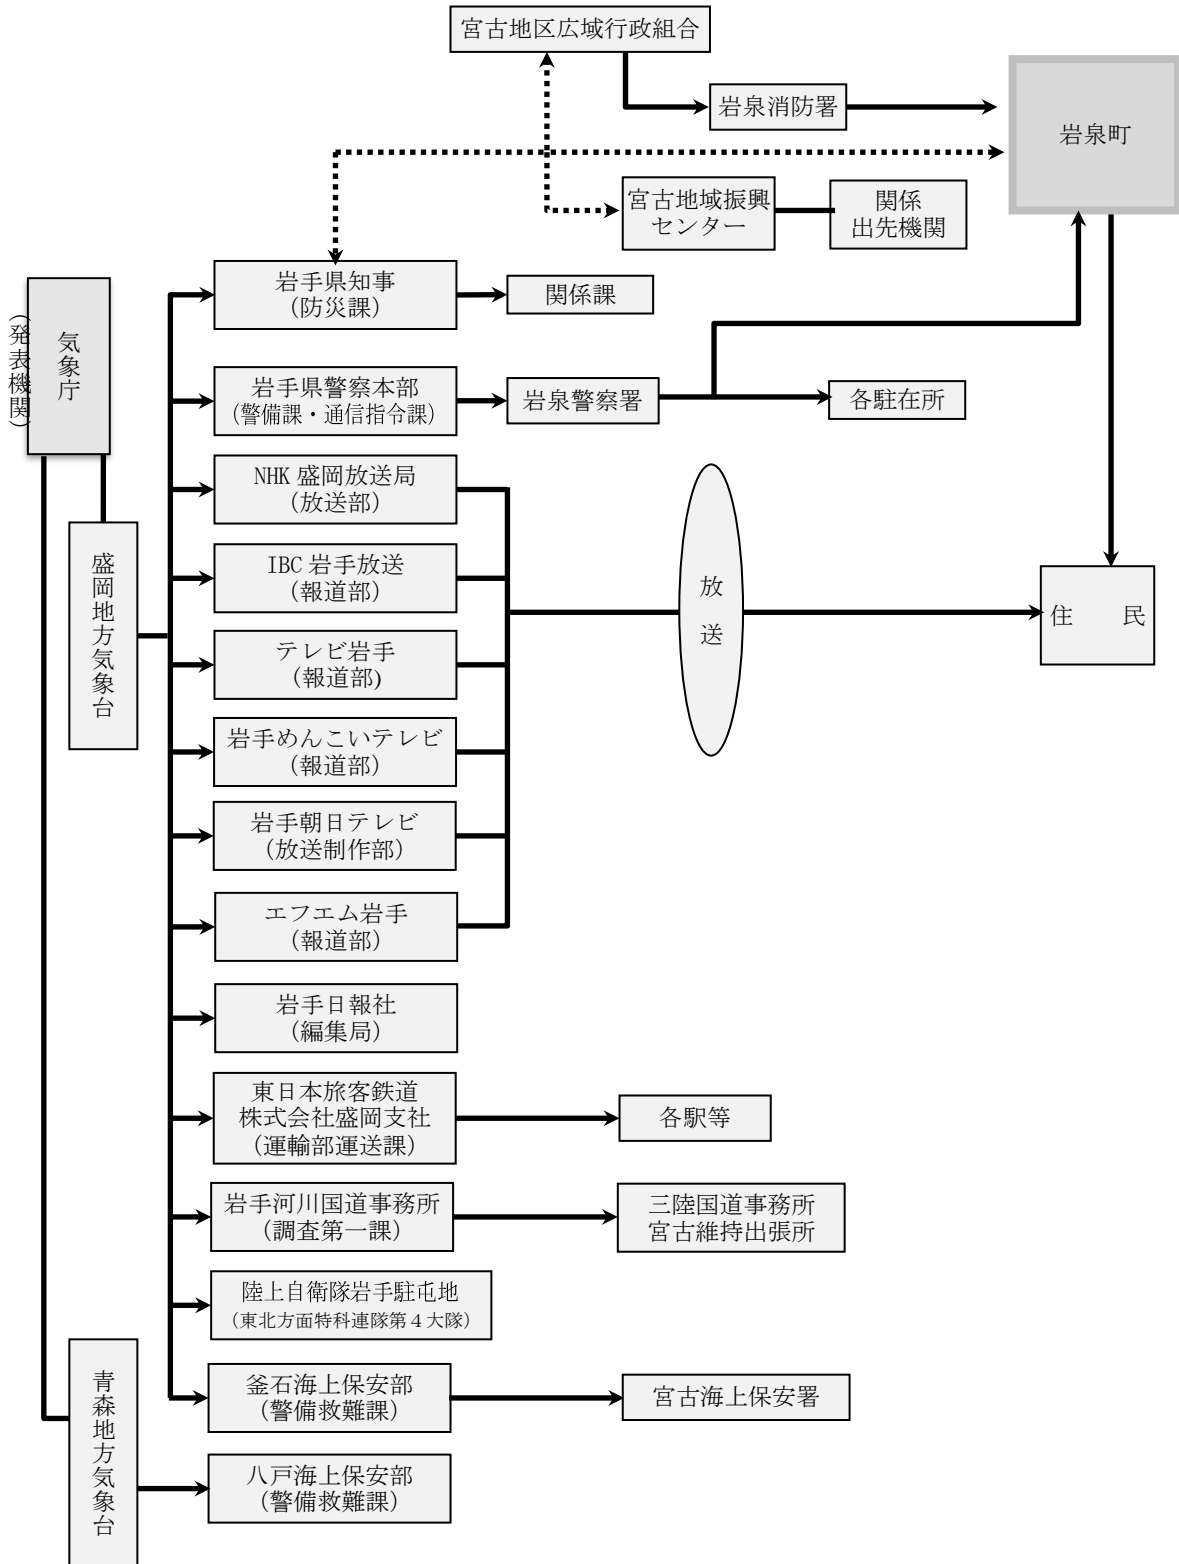 宮古地区広域行政組合
岩泉消防署
岩泉町
宮古地域振興
センター
関係
出先機関
気象庁
(発表機関)
岩手県知事
(防災課)
関係課
岩手県警察本部
(警備課・通信指令課)
岩泉警察署
各駐在所
NHK 盛岡放送局
(放送部)
盛岡地方気象台
IBC 岩手放送
(報道部)
放送
住　民
テレビ岩手
(報道部)
岩手めんこいテレビ
(報道部)
岩手朝日テレビ
(放送制作部)
エフエム岩手
(報道部)
岩手日報社
(編集局)
東日本旅客鉄道
株式会社盛岡支社
(運輸部運送課)
各駅等
岩手河川国道事務所
(調査第一課)
三陸国道事務所
宮古維持出張所
陸上自衛隊岩手駐屯地
(東北方面特科連隊第4大隊)
青森地方気象台
釜石海上保安部
(警備救難課)
宮古海上保安署
八戸海上保安部
(警備救難課)